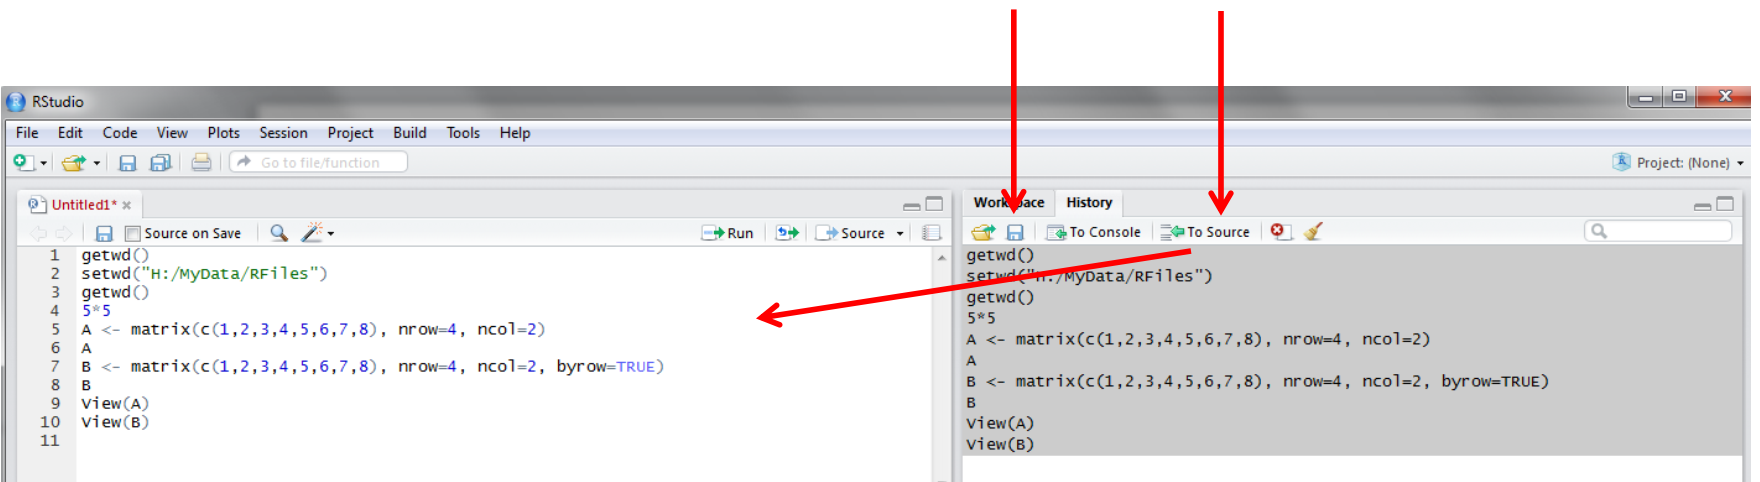 RStudio
File Edit Code View Plots Session Project Build Tools Help
Go to file/function
Project: (None)
Untitled1*
Source on Save
Run
Source
1 getwd()
2 setwd("H:/MyData/RFiles")
3 getwd()
4 5*5
5 A <- matrix(c(1,2,3,4,5,6,7,8), nrow=4, ncol=2)
6 A
7 B <- matrix(c(1,2,3,4,5,6,7,8), nrow=4, ncol=2, byrow=TRUE)
8 B
9 View(A)
10 View(B)
11
Workspace History
To Console To Source
getwd()
setwd("H:/MyData/RFiles")
getwd()
5*5
A <- matrix(c(1,2,3,4,5,6,7,8), nrow=4, ncol=2)
A
B <- matrix(c(1,2,3,4,5,6,7,8), nrow=4, ncol=2, byrow=TRUE)
B
View(A)
View(B)